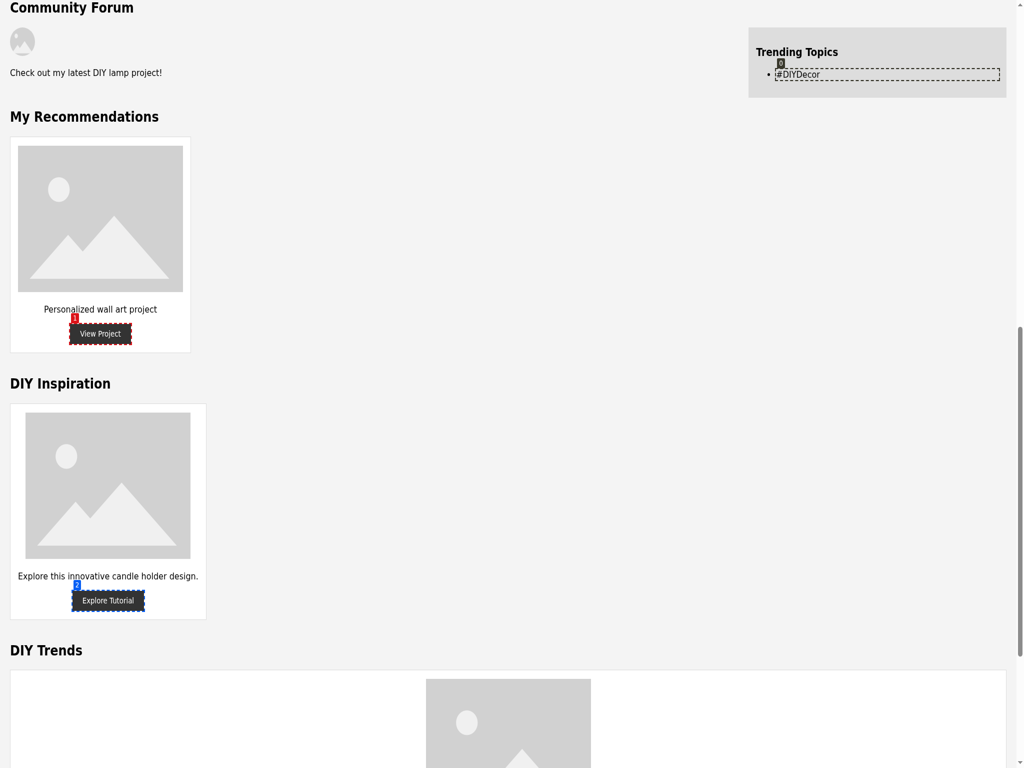 Community Forum
Check out my latest DIY lamp project!
Trending Topics
0
• #DIYDecor
My Recommendations
Personalized wall art project
1
View Project
DIY Inspiration
Explore this innovative candle holder design.
2
Explore Tutorial
DIY Trends